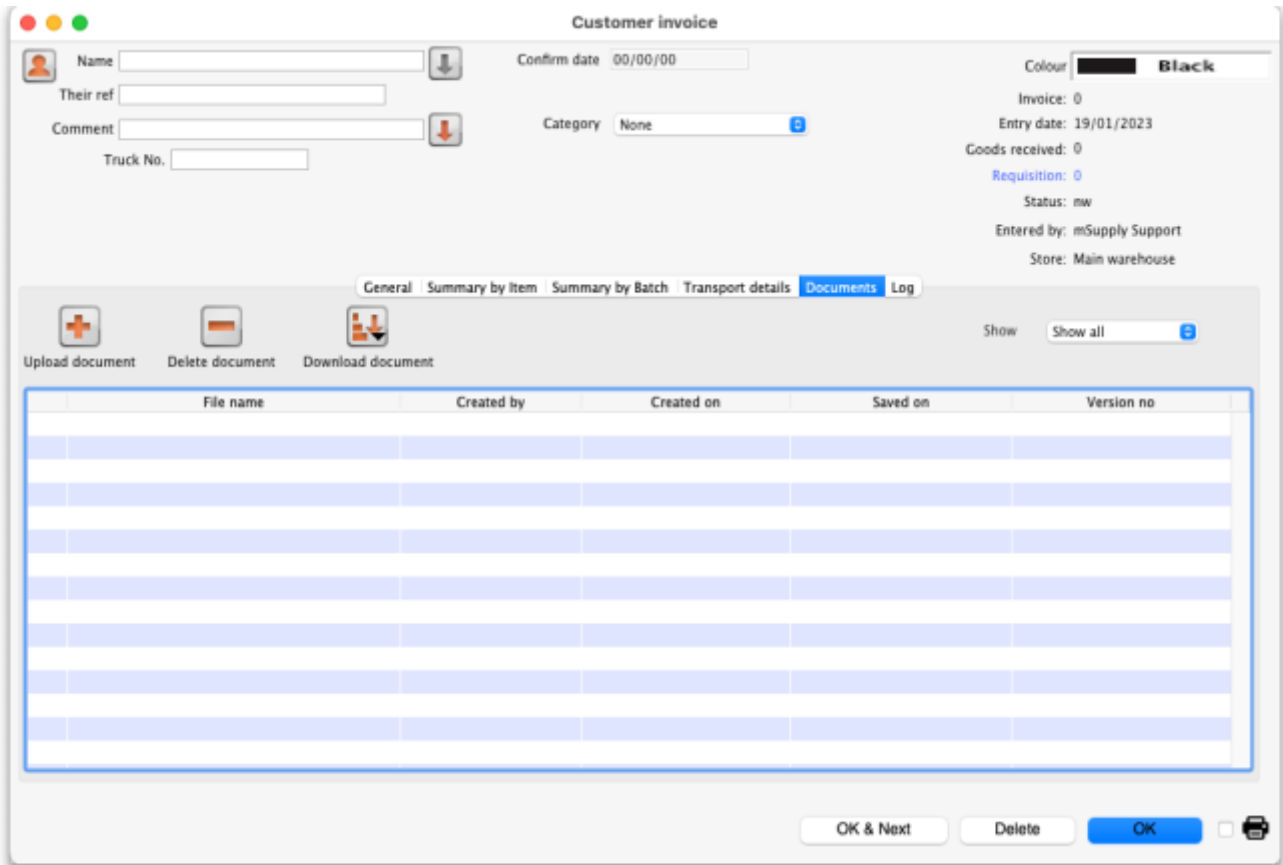 Customer invoice
Name
Confirm date 00/00/00
Colour Black
Their ref
Invoice: 0
Comment
Category None
Entry date: 19/01/2023
Truck No.
Goods received: 0
Requisition: 0
Status: nw
Entered by: mSupply Support
Store: Main warehouse
General Summary by Item Summary by Batch Transport details Documents Log
Show Show all
Upload document Delete document Download document
File name Created by Created on Saved on Version no
OK & Next Delete OK